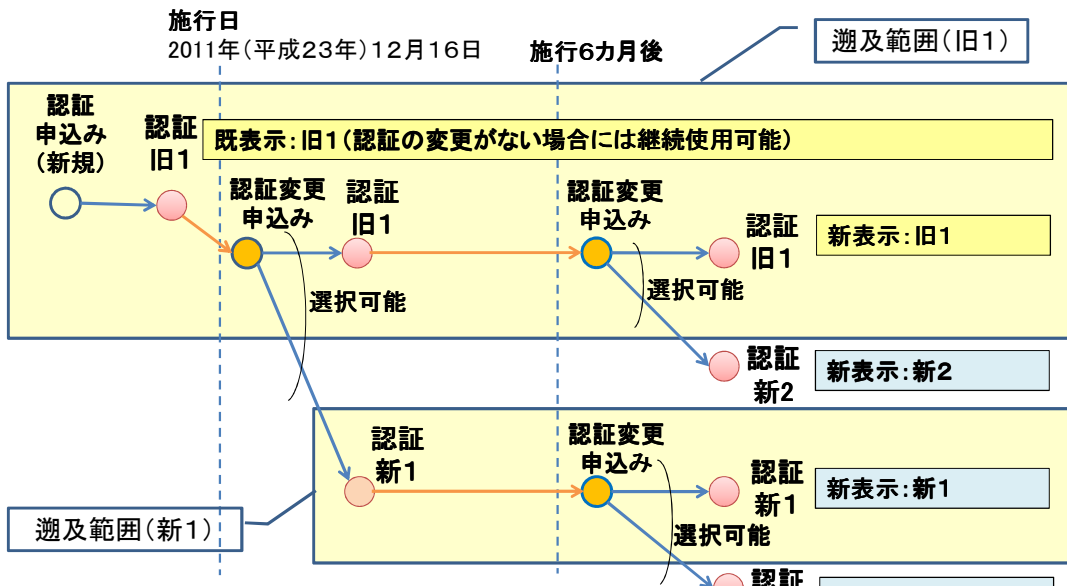 施行日
2011年(平成23年)12月16日
施行6カ月後
遡及範囲(旧1)
認証
申込み
(新規)
認証
旧1
既表示:旧1(認証の変更がない場合には継続使用可能)
認証変更
申込み
認証
旧1
認証変更
申込み
認証
旧1
新表示:旧1
選択可能
選択可能
認証
新2
新表示:新2
認証
新1
認証変更
申込み
認証
新1
新表示:新1
遡及範囲(新1)
選択可能
認証